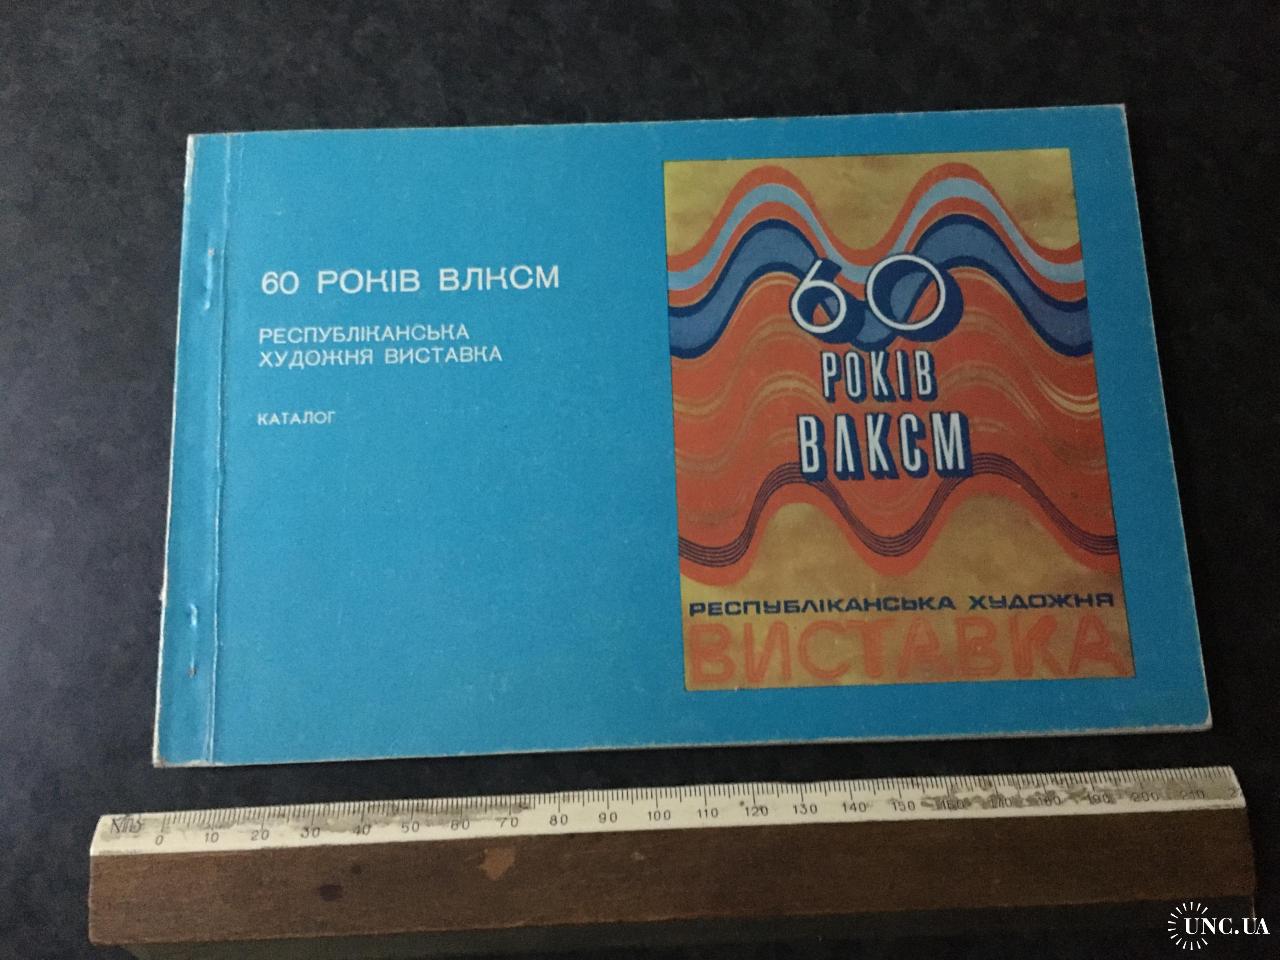 60 РОКІВ ВЛКСМ
РЕСПУБЛІКАНСЬКА
ХУДОЖНЯ ВИСТАВКА
КАТАЛОГ
60
РОКІВ
ВЛКСМ
РЕСПУБЛІКАНСЬКА ХУДОЖНЯ
ВИСТАВКА
0 10 20 30 40 50 60 70 80 90 100 110 120 130 140 150 160 170 180 190 200 210
UNC.UA